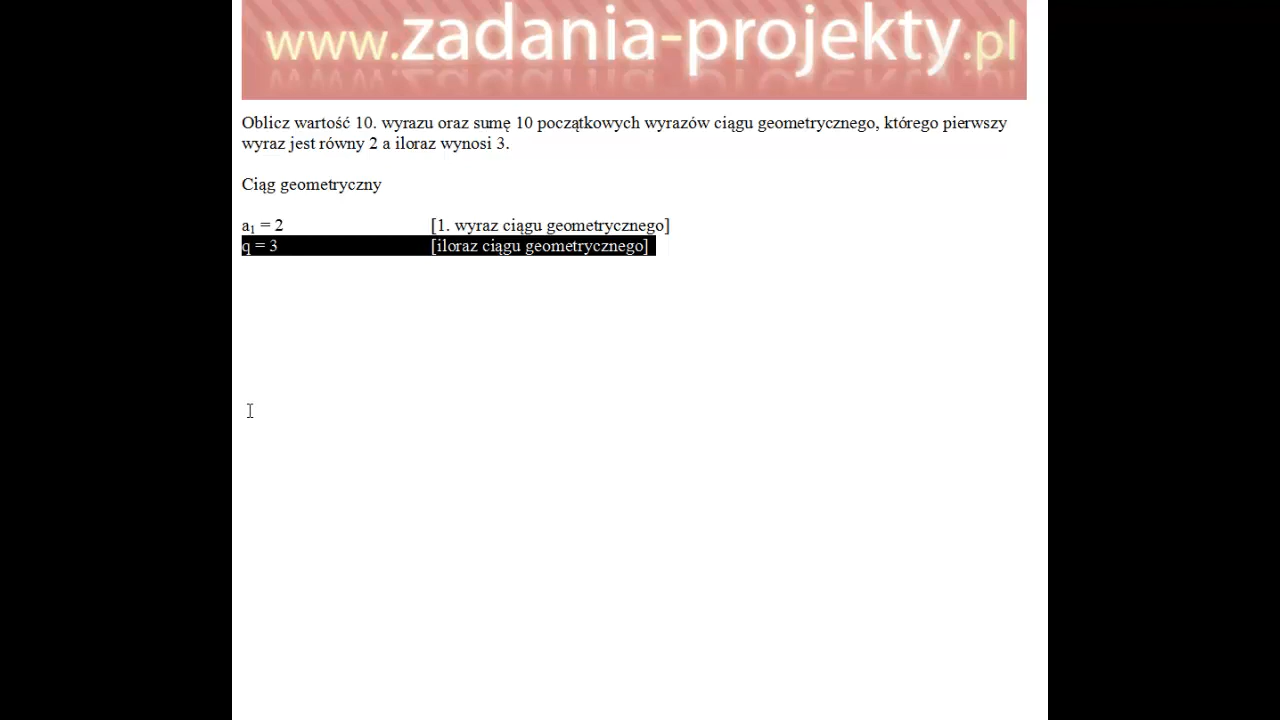 www.zadania-projekty.pl
Oblicz wartość 10. wyrazu oraz sumę 10 początkowych wyrazów ciągu geometrycznego, którego pierwszy
wyraz jest równy 2 a iloraz wynosi 3.
Ciąg geometryczny
a₁ = 2 [1. wyraz ciągu geometrycznego]
q = 3 [iloraz ciągu geometrycznego]